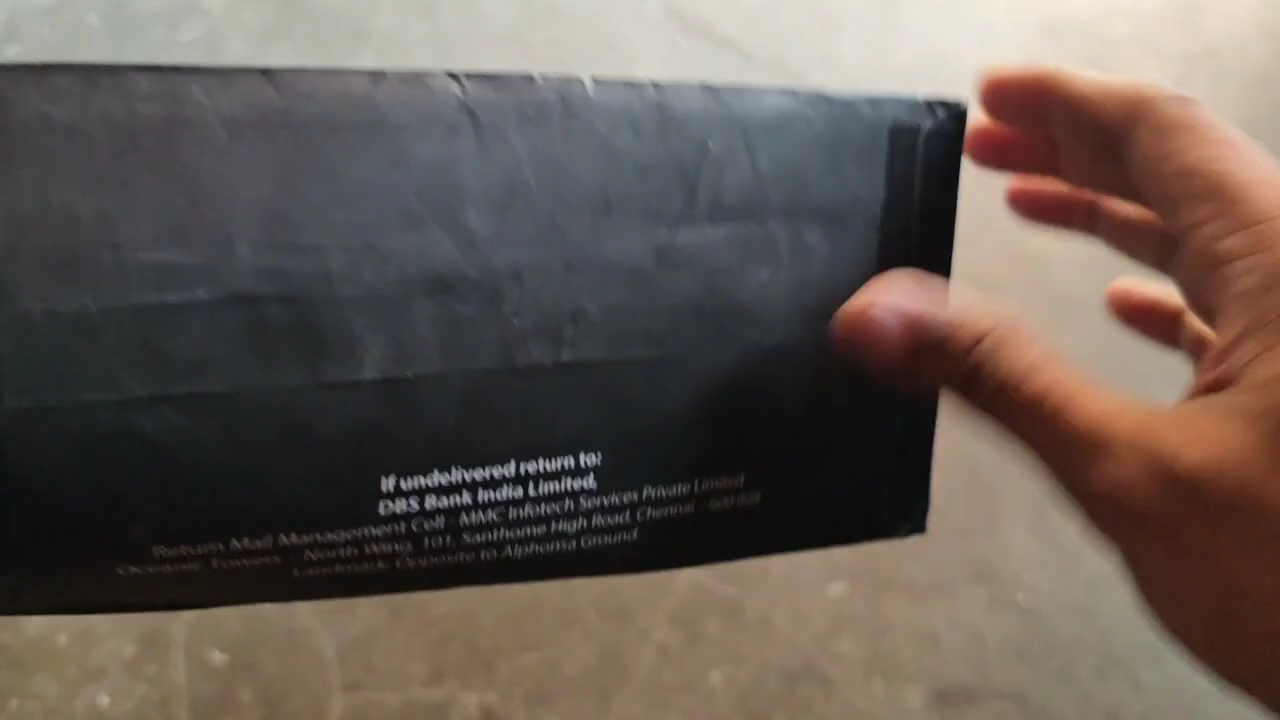 If undelivered return to:
DBS Bank India Limited,
Return Mail Management Cell - MMC Infotech Services Private Limited
Oceanic Towers - North Wing, 101, Santhome High Road, Chennai -
Landmark: Opposite to Alphonsa Ground